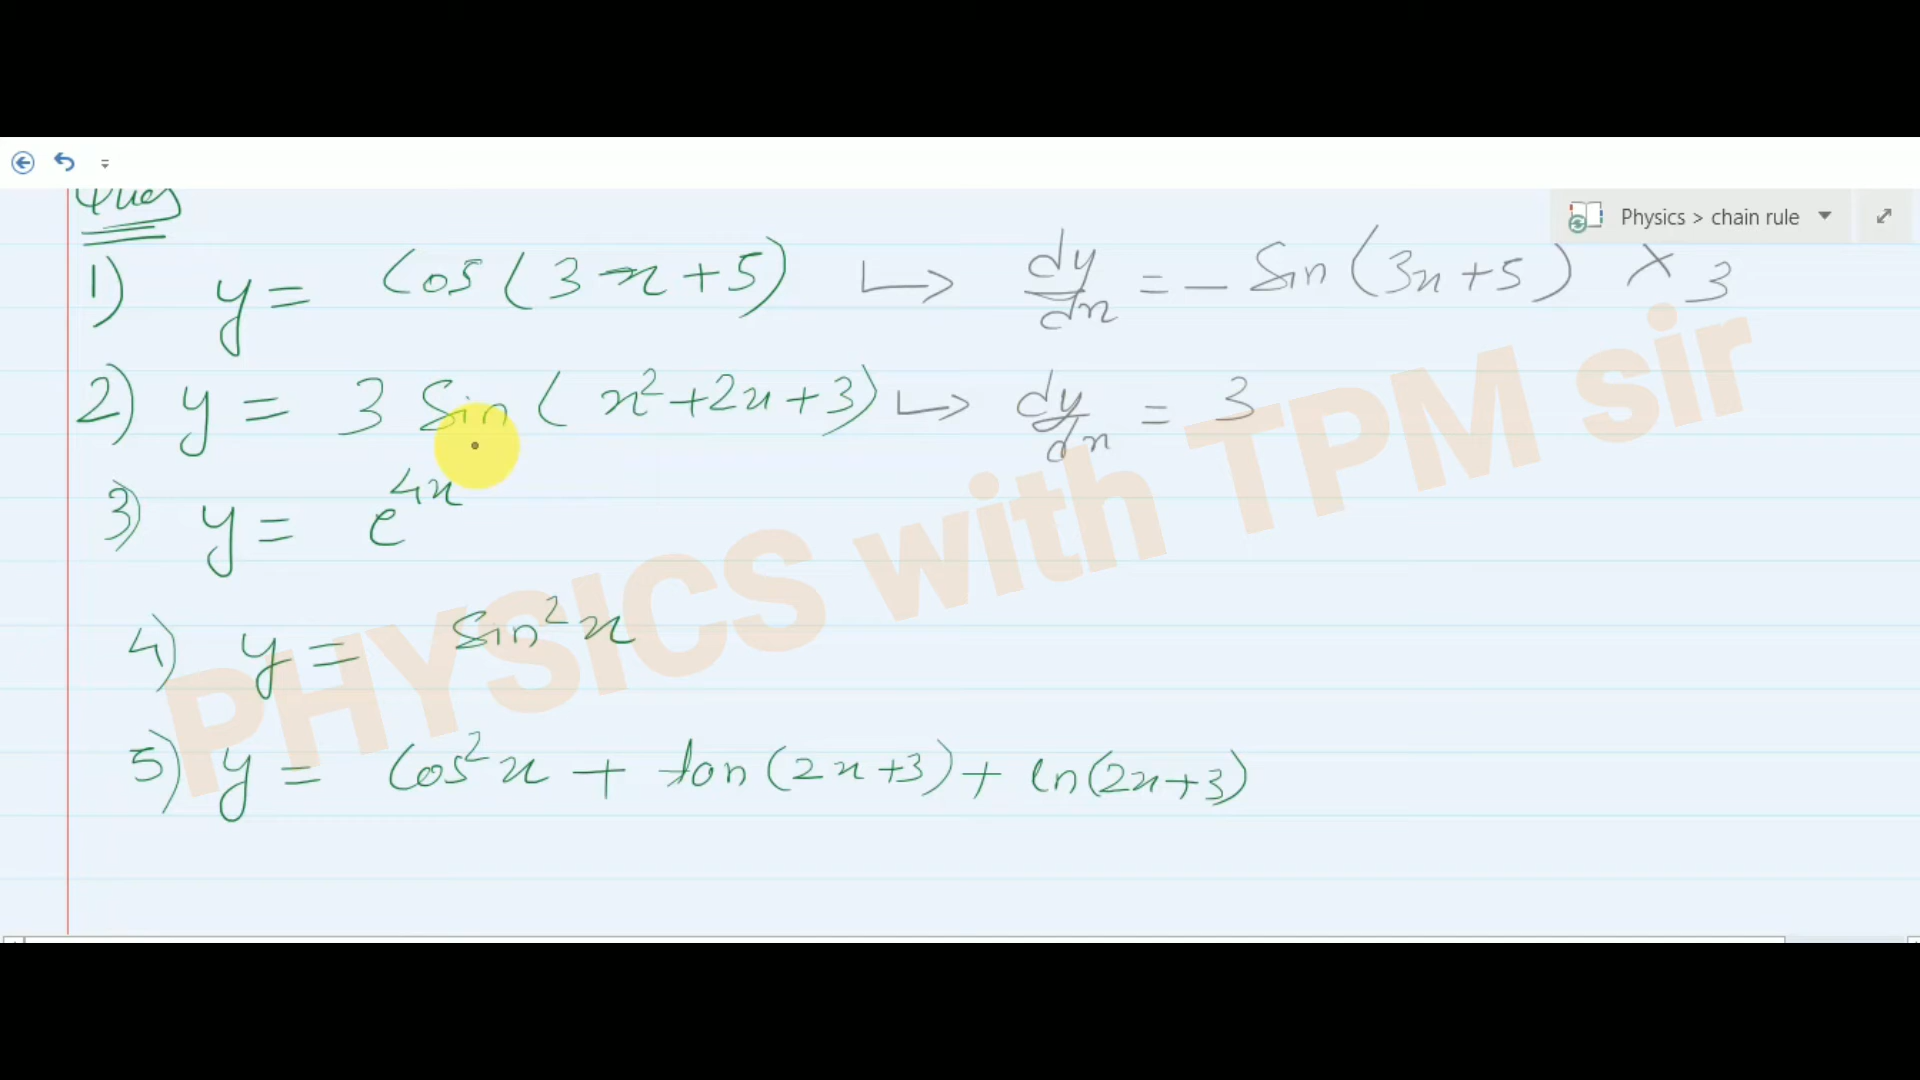 Ques
Physics > chain rule
1) y = Cos(3x+5) ↳ dy/dx = - Sin(3x+5) × 3
2) y = 3 Sin(x²+2x+3) ↳ dy/dx = 3
3) y = e^4x
4) y = Sin²x
5) y = Cos²x + tan(2x+3) + ln(2x+3)
PHYSICS with TPM sir